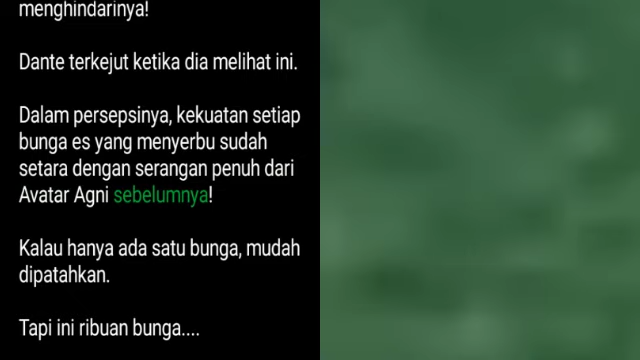 menghindarinya!
Dante terkejut ketika dia melihat ini.
Dalam persepsinya, kekuatan setiap
bunga es yang menyerbu sudah
setara dengan serangan penuh dari
Avatar Agni sebelumnya!
Kalau hanya ada satu bunga, mudah
dipatahkan.
Tapi ini ribuan bunga....